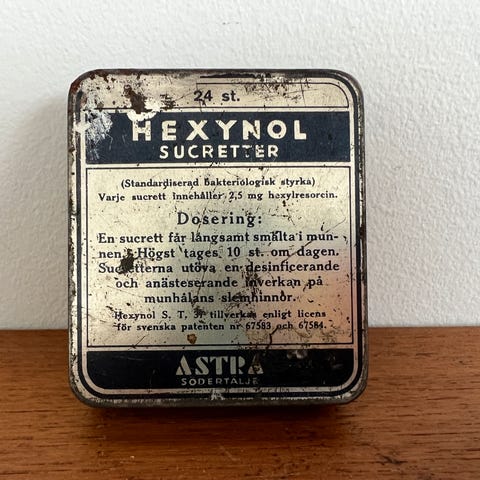 24 st.
HEXYNOL
SUCRETTER
(Standardiserad bakteriologisk styrka)
Varje sucrett innehåller 2,5 mg hexylresorcin.
Dosering:
En sucrett får långsamt smälta i mun-
nen. Högst tages 10 st. om dagen.
Sucretterna utöva en desinficerande
och anästeserande inverkan på
munhålans slemhinnor.
Hexynol S. T. 37 tillverkas enligt licens
för svenska patenten nr 67583 och 67584.
ASTRA
SÖDERTÄLJE